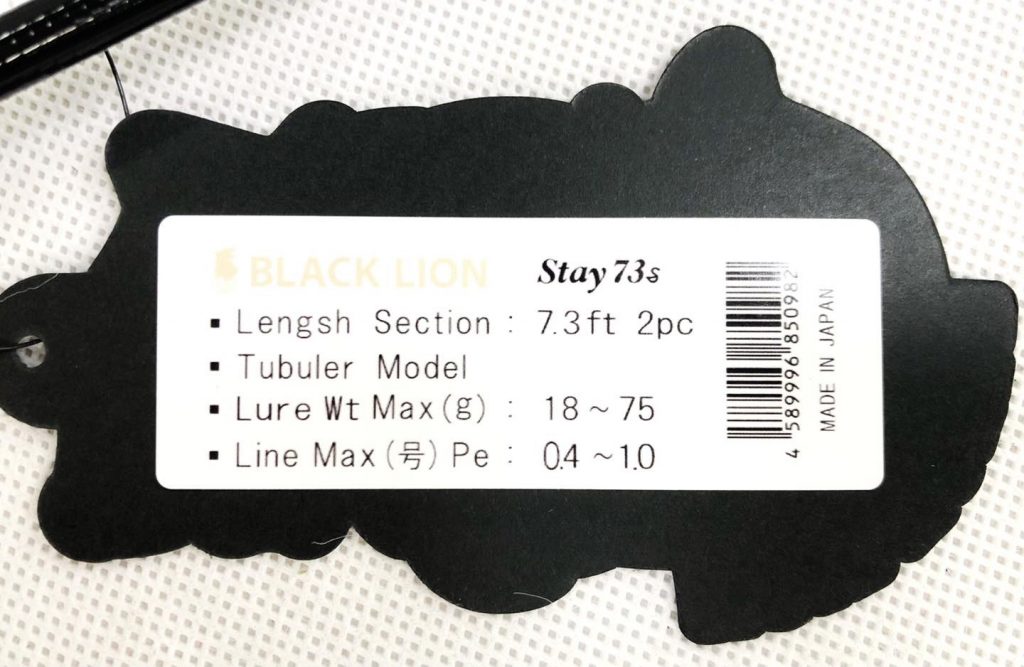 BLACK LION Stay 73s
▪ Lengsh Section : 7.3ft 2pc
▪ Tubuler Model
▪ Lure Wt Max(g) : 18~75
▪ Line Max(号) Pe : 0.4 ~1.0
4 589996 850982
MADE IN JAPAN